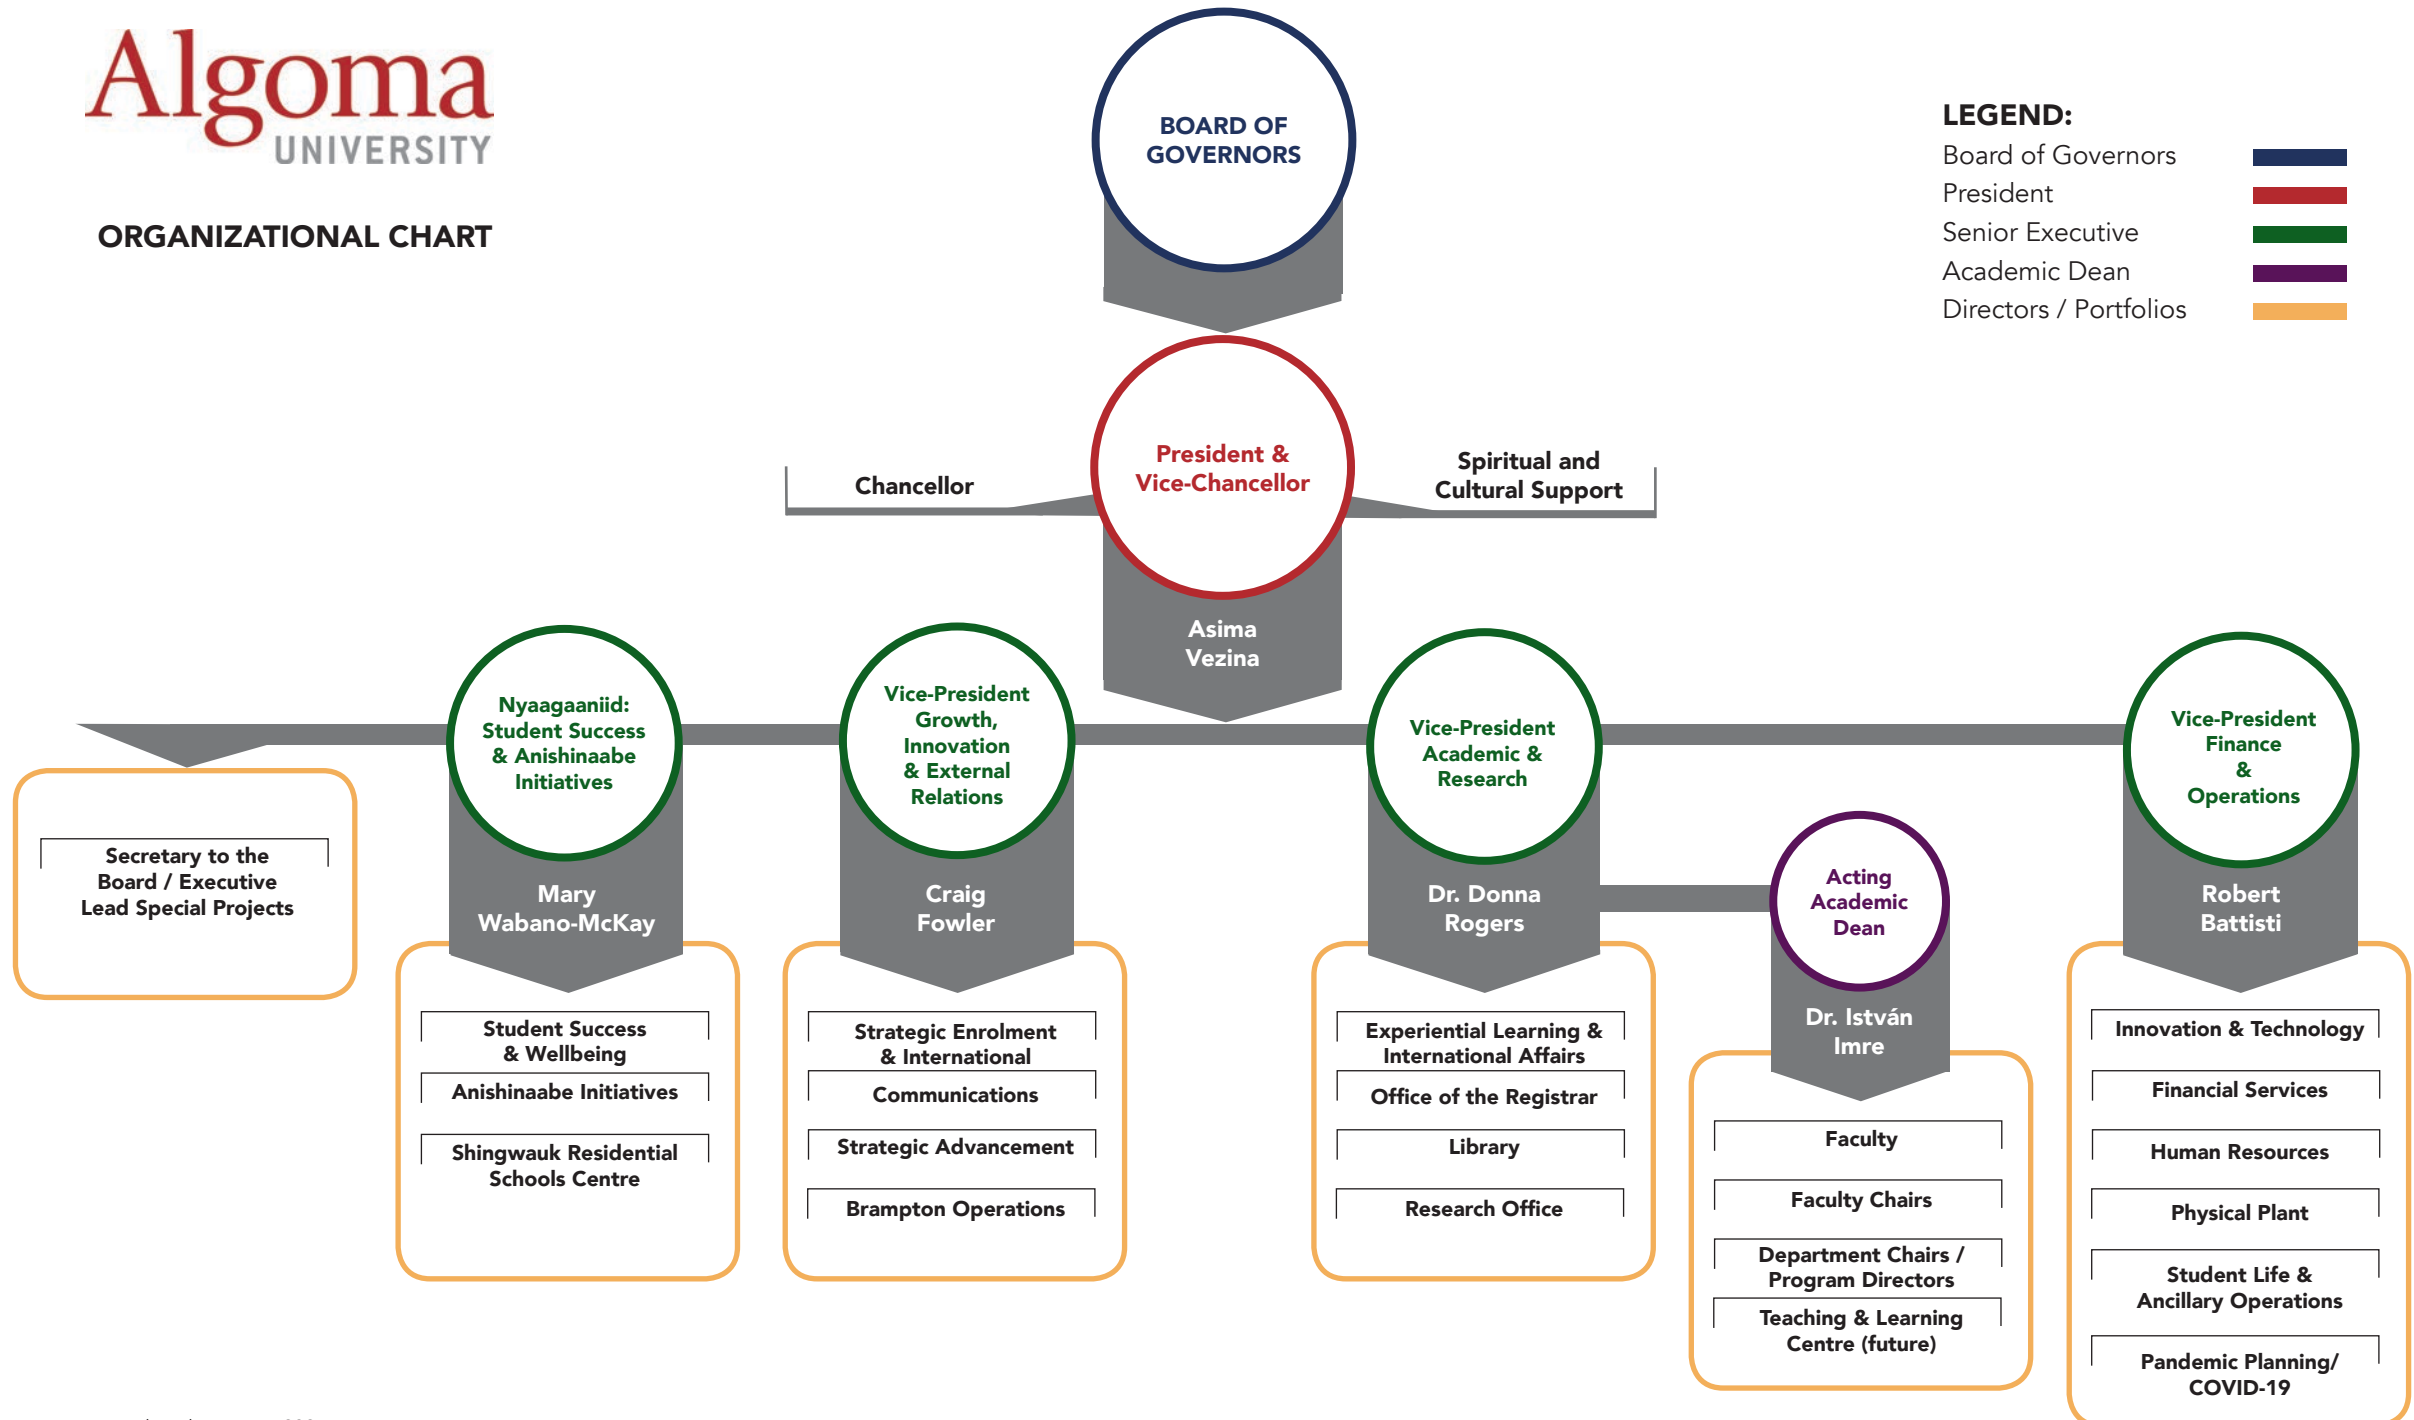 Algoma
UNIVERSITY
ORGANIZATIONAL CHART
BOARD OF
GOVERNORS
LEGEND:
Board of Governors
President
Senior Executive
Academic Dean
Directors / Portfolios
President &
Vice-Chancellor
Chancellor
Spiritual and
Cultural Support
Asima
Vezina
Secretary to the
Board / Executive
Lead Special Projects
Nyaagaaniid:
Student Success
& Anishinaabe
Initiatives
Mary
Wabano-McKay
Student Success
& Wellbeing
Anishinaabe Initiatives
Shingwauk Residential
Schools Centre
Vice-President
Growth,
Innovation
& External
Relations
Craig
Fowler
Strategic Enrolment
& International
Communications
Strategic Advancement
Brampton Operations
Vice-President
Academic &
Research
Dr. Donna
Rogers
Experiential Learning &
International Affairs
Office of the Registrar
Library
Research Office
Acting
Academic
Dean
Dr. István
Imre
Faculty
Faculty Chairs
Department Chairs /
Program Directors
Teaching & Learning
Centre (future)
Vice-President
Finance
&
Operations
Robert
Battisti
Innovation & Technology
Financial Services
Human Resources
Physical Plant
Student Life &
Ancillary Operations
Pandemic Planning/
COVID-19